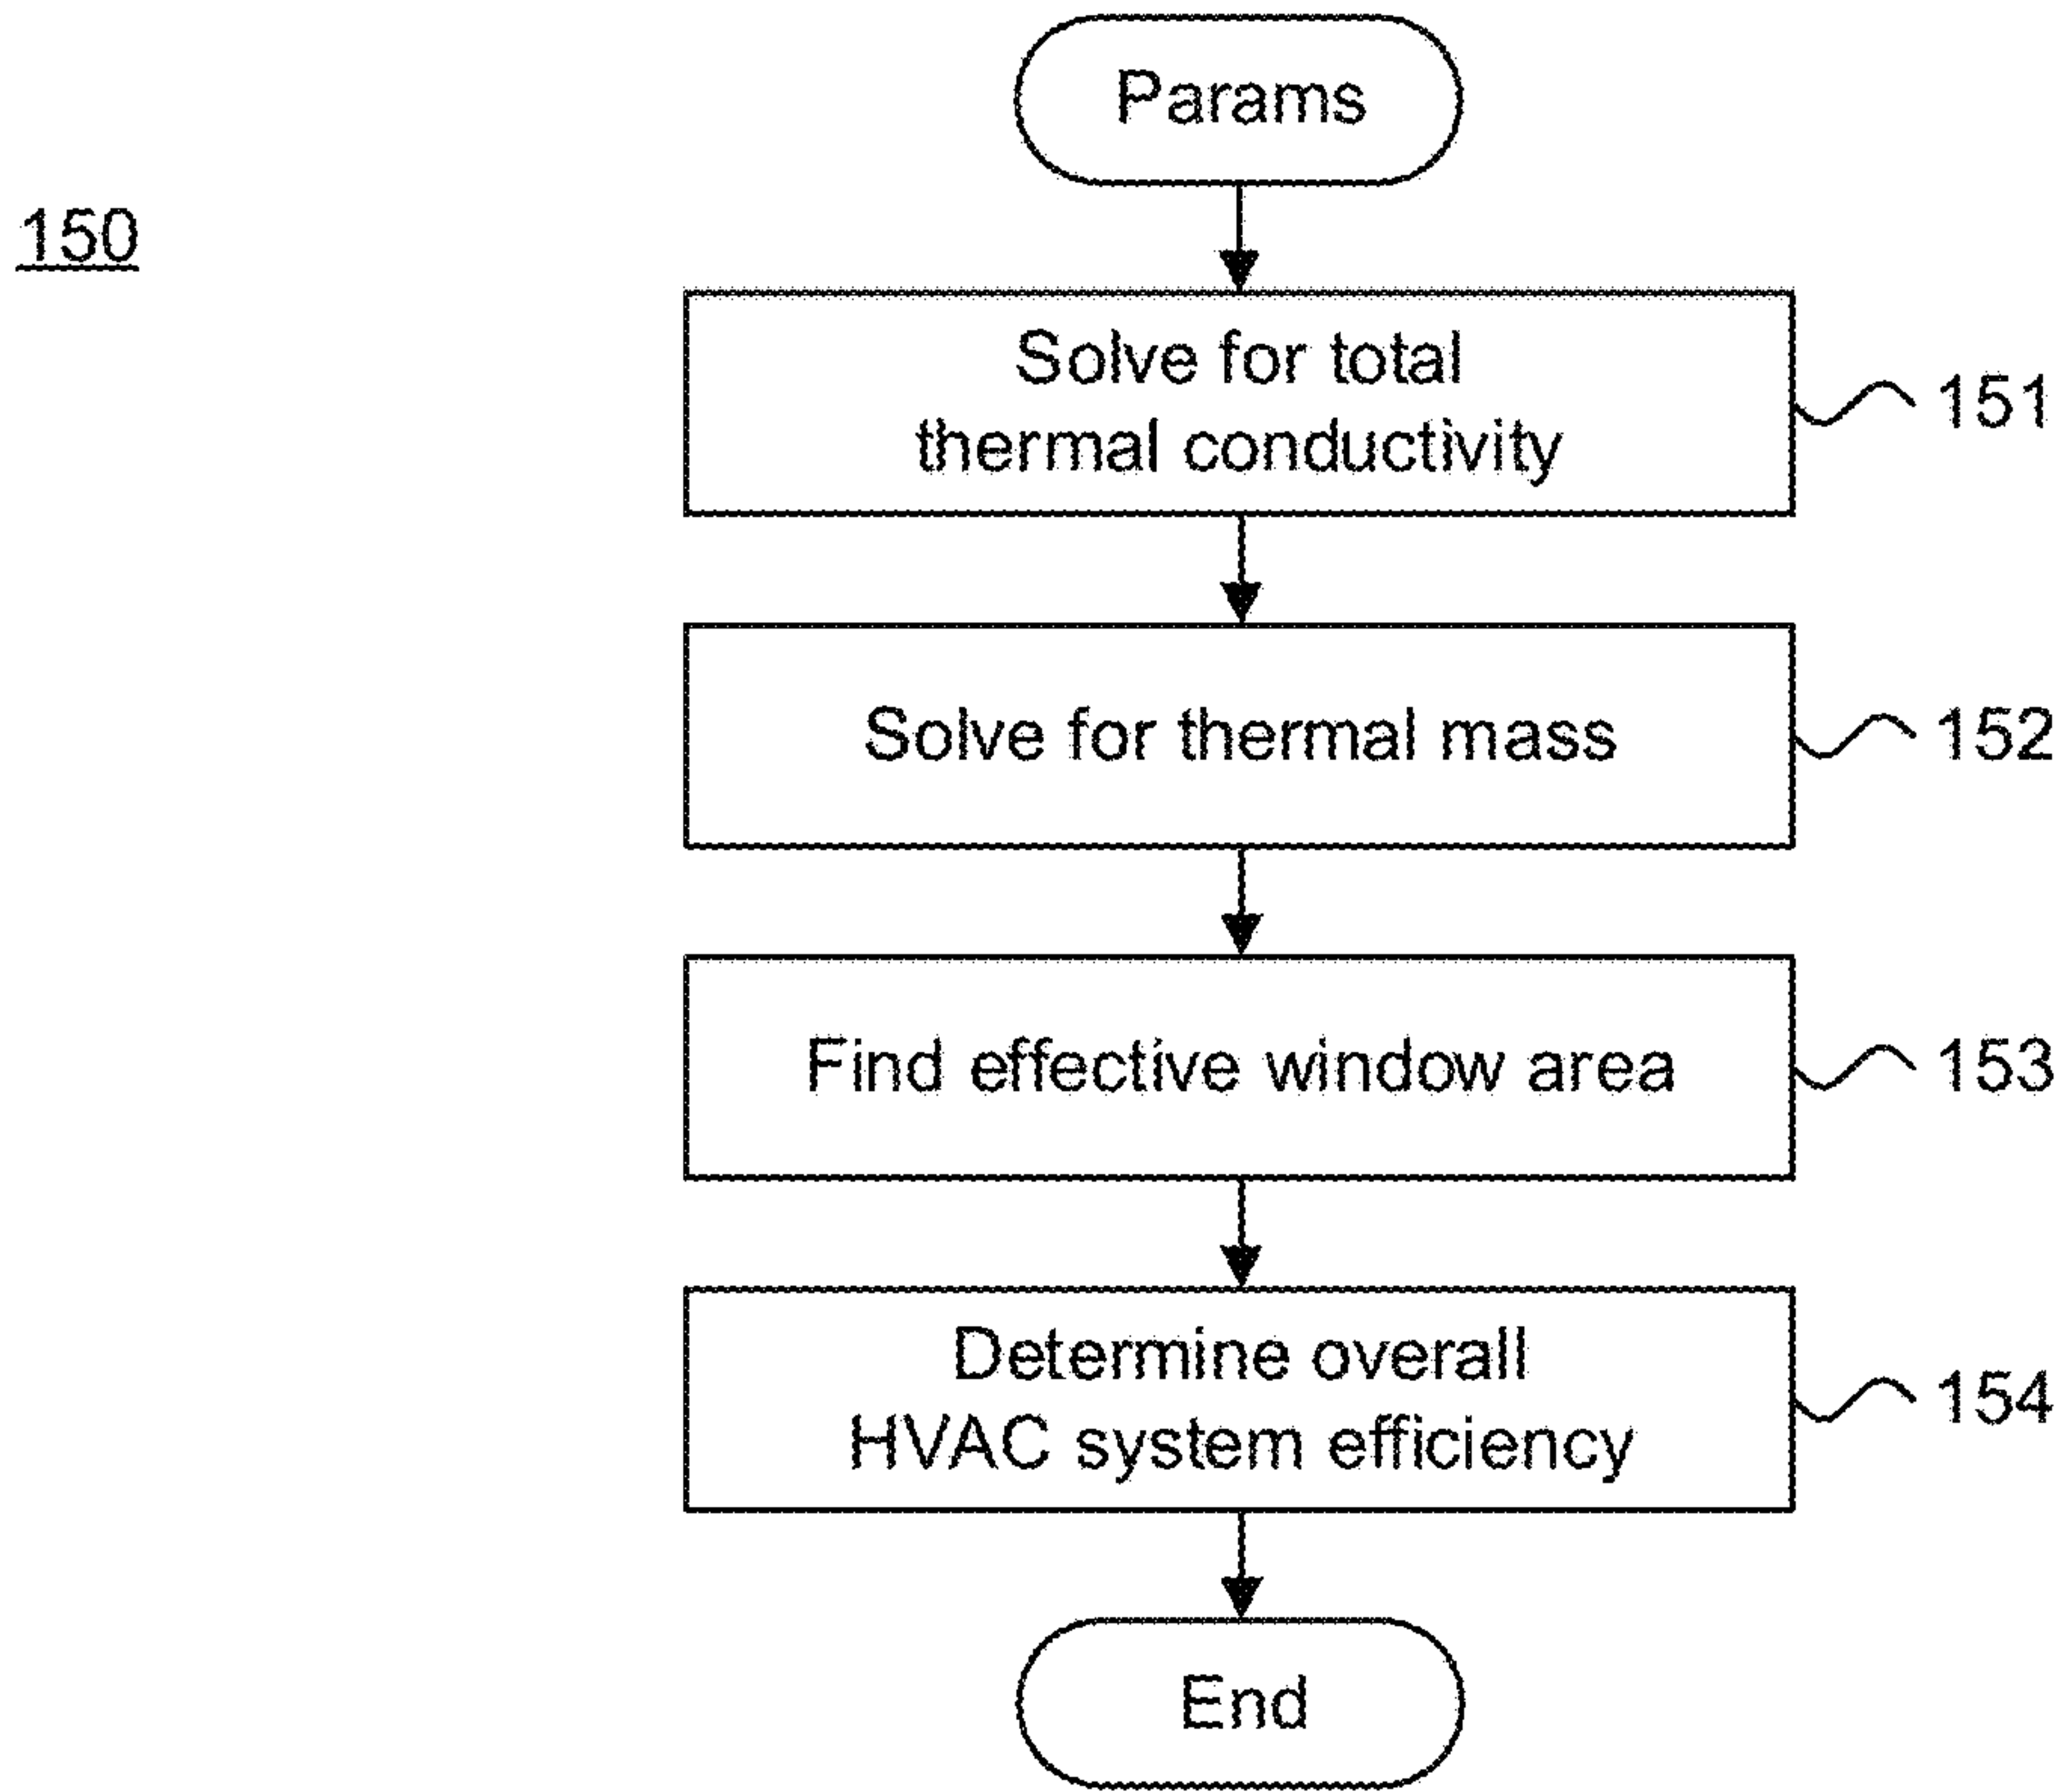 Params
150
Solve for total
thermal conductivity
151
Solve for thermal mass
152
Find effective window area
153
Determine overall
HVAC system efficiency
154
End